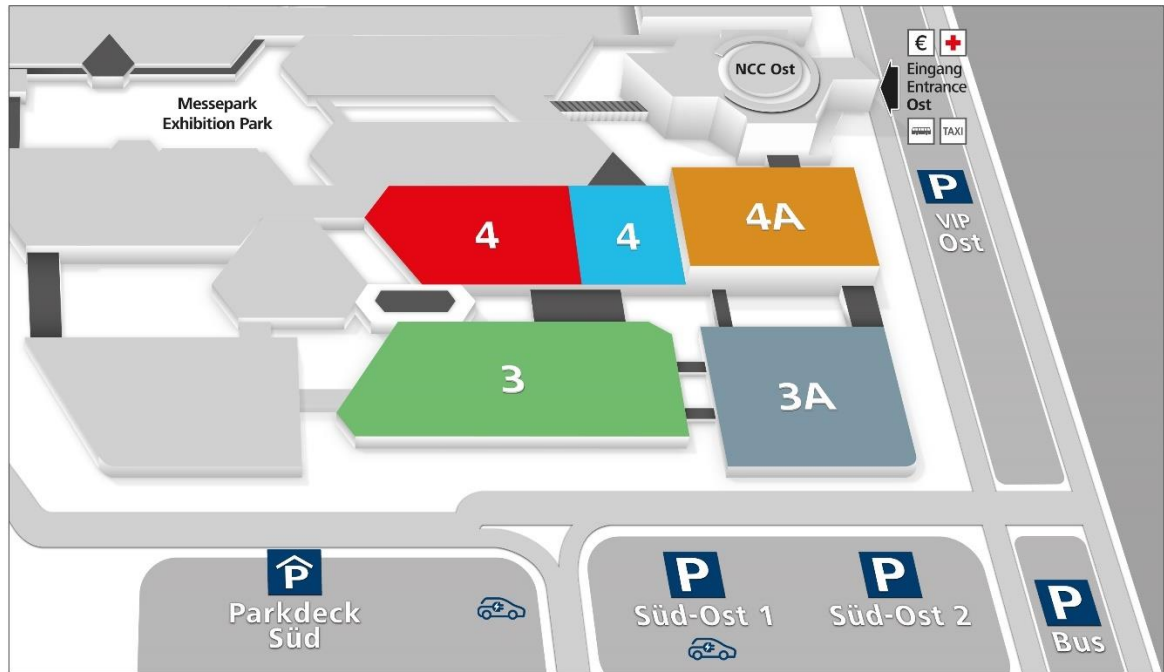 NCC Ost
€
Eingang
Entrance
Ost
TAXI
Messepark
Exhibition Park
P
VIP
Ost
4
4
4A
3
3A
P
Parkdeck
Süd
P
Süd-Ost 1
P
Süd-Ost 2
P
Bus